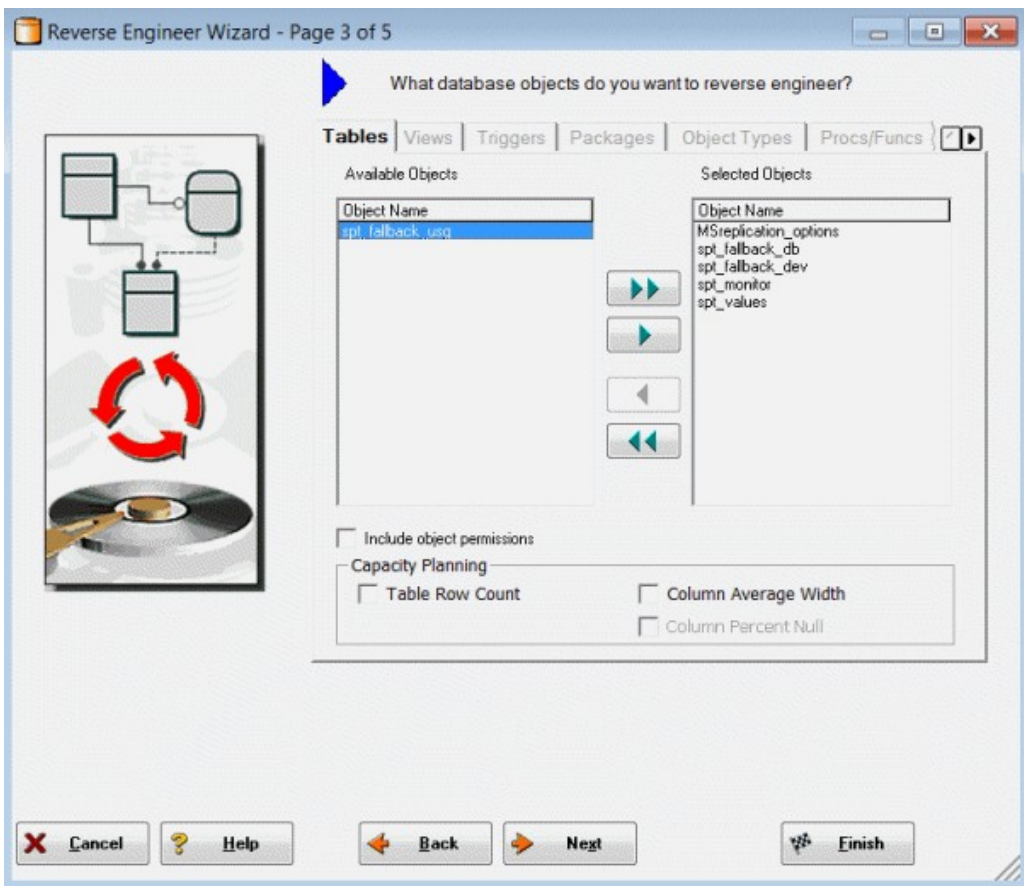 Reverse Engineer Wizard - Page 3 of 5
What database objects do you want to reverse engineer?
Tables Views Triggers Packages Object Types Procs/Funcs
Available Objects Selected Objects
Object Name Object Name
spt_fallback_usg MSreplication_options
spt_fallback_db
spt_fallback_dev
spt_monitor
spt_values
Include object permissions
Capacity Planning
Table Row Count Column Average Width
Column Percent Null
Cancel Help Back Next Finish